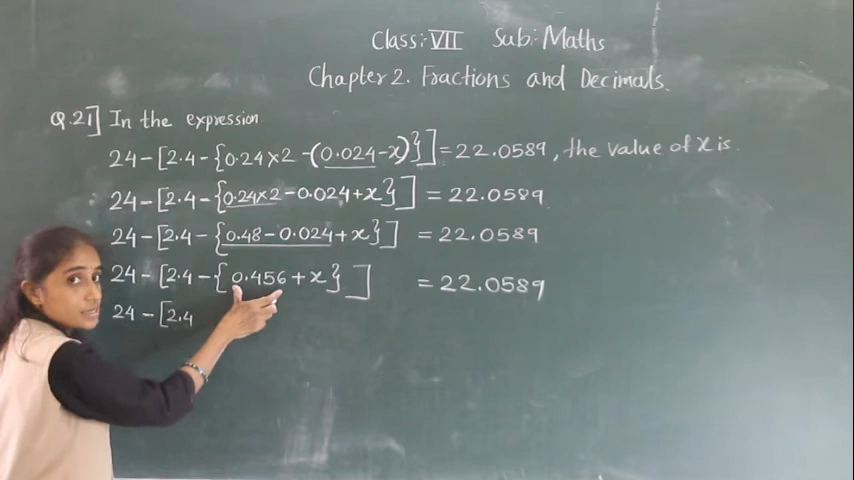 Class:- VII Sub:- Maths
Chapter 2. Fractions and Decimals.
Q.21] In the expression.
24-[2.4-{0.24×2-(0.024-x)}]=22.0589, the value of x is.
24-[2.4-{0.24×2-0.024+x}] =22.0589
24-[2.4-{0.48-0.024+x}] =22.0589
24-[2.4-{0.456+x}] =22.0589
24-[2.4